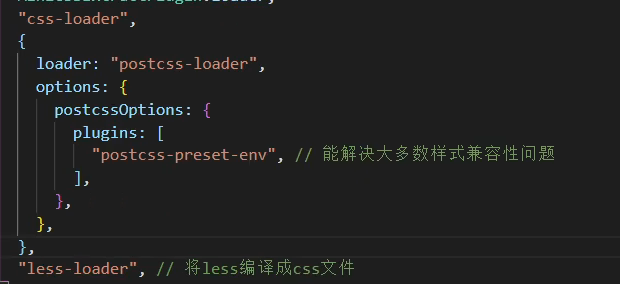 "css-loader",
{
loader: "postcss-loader",
options: {
postcssOptions: {
plugins: [
"postcss-preset-env", // 能解决大多数样式兼容性问题
],
},
},
},
"less-loader", // 将less编译成css文件